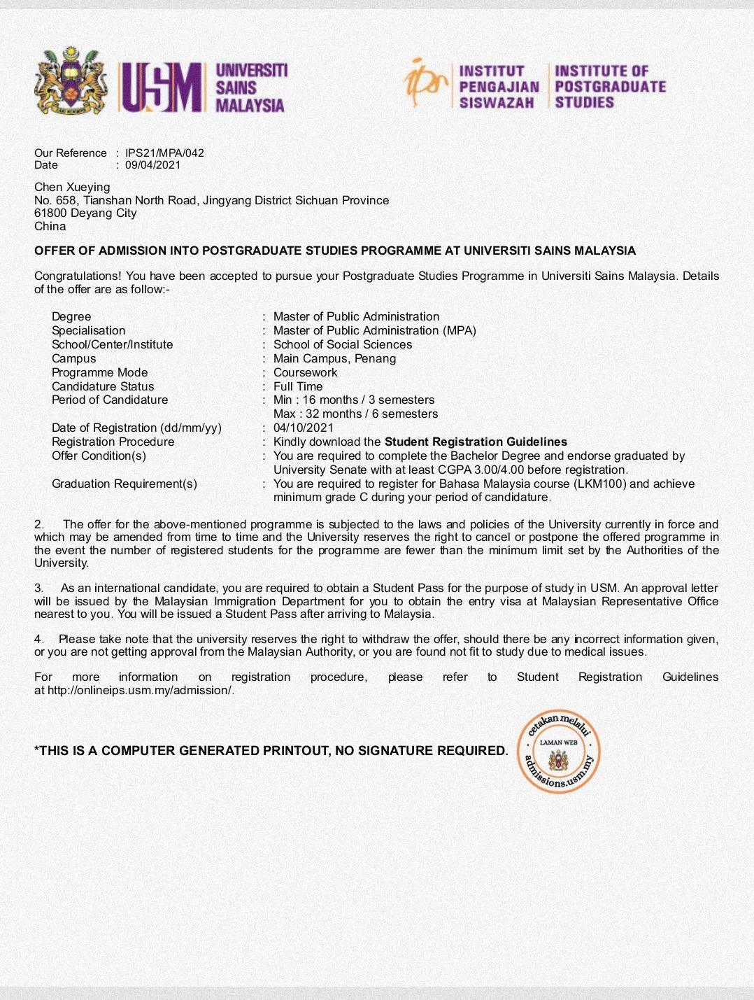 USM UNIVERSITI
SAINS
MALAYSIA
ips INSTITUT
PENGAJIAN
SISWAZAH
INSTITUTE OF
POSTGRADUATE
STUDIES
Our Reference : IPS21/MPA/042
Date : 09/04/2021
Chen Xueying
No. 658, Tianshan North Road, Jingyang District Sichuan Province
61800 Deyang City
China
OFFER OF ADMISSION INTO POSTGRADUATE STUDIES PROGRAMME AT UNIVERSITI SAINS MALAYSIA
Congratulations! You have been accepted to pursue your Postgraduate Studies Programme in Universiti Sains Malaysia. Details
of the offer are as follow:-
Degree : Master of Public Administration
Specialisation : Master of Public Administration (MPA)
School/Center/Institute : School of Social Sciences
Campus : Main Campus, Penang
Programme Mode : Coursework
Candidature Status : Full Time
Period of Candidature : Min : 16 months / 3 semesters
Max : 32 months / 6 semesters
Date of Registration (dd/mm/yy) : 04/10/2021
Registration Procedure : Kindly download the Student Registration Guidelines
Offer Condition(s) : You are required to complete the Bachelor Degree and endorse graduated by
University Senate with at least CGPA 3.00/4.00 before registration.
Graduation Requirement(s) : You are required to register for Bahasa Malaysia course (LKM100) and achieve
minimum grade C during your period of candidature.
2. The offer for the above-mentioned programme is subjected to the laws and policies of the University currently in force and
which may be amended from time to time and the University reserves the right to cancel or postpone the offered programme in
the event the number of registered students for the programme are fewer than the minimum limit set by the Authorities of the
University.
3. As an international candidate, you are required to obtain a Student Pass for the purpose of study in USM. An approval letter
will be issued by the Malaysian Immigration Department for you to obtain the entry visa at Malaysian Representative Office
nearest to you. You will be issued a Student Pass after arriving to Malaysia.
4. Please take note that the university reserves the right to withdraw the offer, should there be any incorrect information given,
or you are not getting approval from the Malaysian Authority, or you are found not fit to study due to medical issues.
For more information on registration procedure, please refer to Student Registration Guidelines
at http://onlineips.usm.my/admission/.
*THIS IS A COMPUTER GENERATED PRINTOUT, NO SIGNATURE REQUIRED.
cetakan melalui
LAMAN WEB
admissions.usm.my